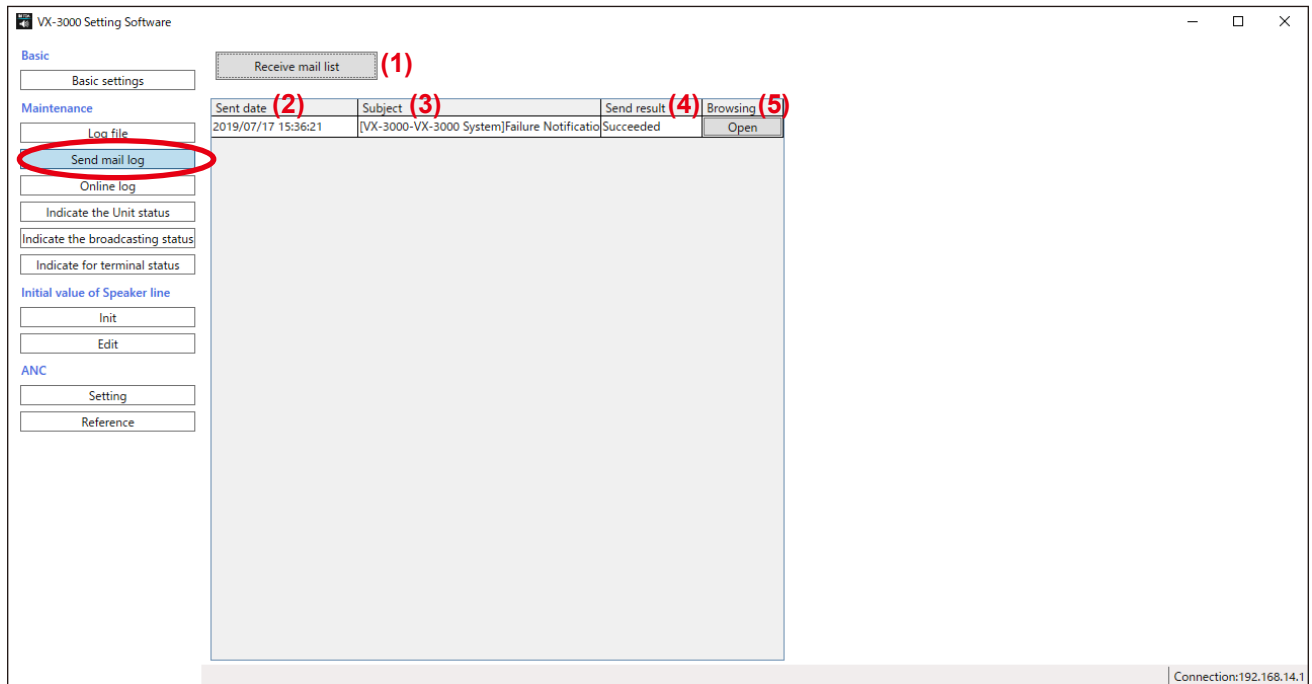 VX-3000 Setting Software
Basic
Basic settings
Maintenance
Log file
Send mail log
Online log
Indicate the Unit status
Indicate the broadcasting status
Indicate for terminal status
Initial value of Speaker line
Init
Edit
ANC
Setting
Reference
Receive mail list (1)
Sent date (2) Subject (3) Send result (4) Browsing (5)
2019/07/17 15:36:21 [VX-3000-VX-3000 System]Failure Notificatio Succeeded Open
Connection:192.168.14.1